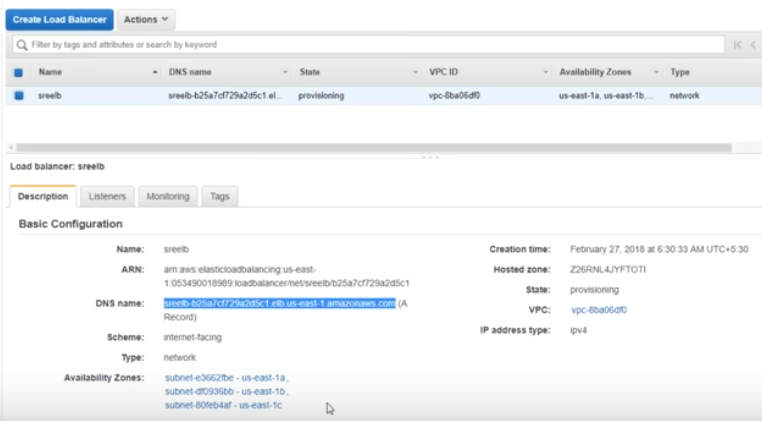 Create Load Balancer Actions
Filter by tags and attributes or search by keyword
Name DNS name State VPC ID Availability Zones Type
sreelb sreelb-b25a7cf729a2d5c1.el... provisioning vpc-8ba06df0 us-east-1a, us-east-1b,... network
Load balancer: sreelb
Description Listeners Monitoring Tags
Basic Configuration
Name: sreelb Creation time: February 27, 2018 at 6:30:33 AM UTC+5:30
ARN: arn:aws:elasticloadbalancing:us-east- Hosted zone: Z26RNL4JYFTOTI
1:053490018989:loadbalancer/net/sreelb/b25a7cf729a2d5c1
State: provisioning
DNS name: sreelb-b25a7cf729a2d5c1.elb.us-east-1.amazonaws.com (A VPC: vpc-8ba06df0
Record)
IP address type: ipv4
Scheme: internet-facing
Type: network
Availability Zones: subnet-e3662fbe - us-east-1a,
subnet-df0936bb - us-east-1b,
subnet-80feb4af - us-east-1c